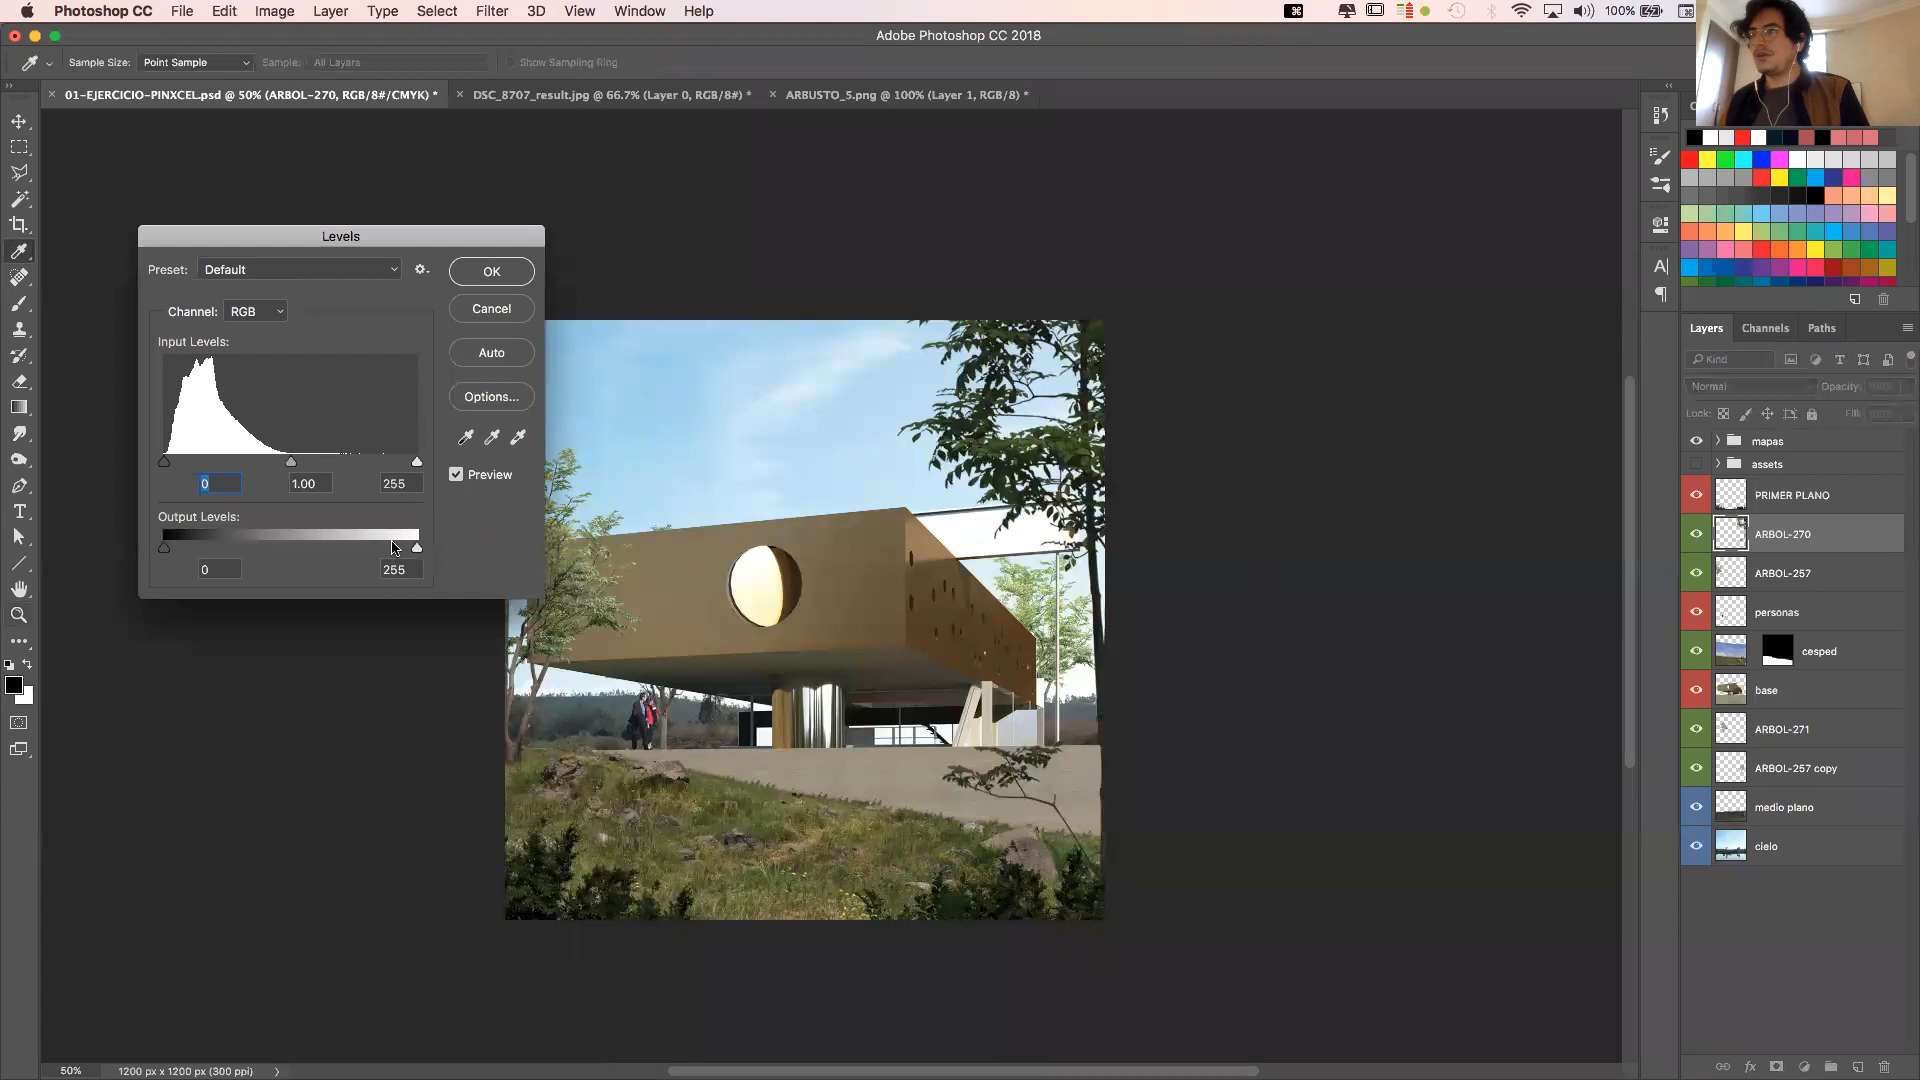 Photoshop CC File Edit Image Layer Type Select Filter 3D View Window Help 100%
Adobe Photoshop CC 2018
Sample Size: Point Sample Sample: All Layers Show Sampling Ring
01-EJERCICIO-PINXCEL.psd @ 50% (ARBOL-270, RGB/8#/CMYK) * DSC_8707_result.jpg @ 66.7% (Layer 0, RGB/8#) * ARBUSTO_5.png @ 100% (Layer 1, RGB/8) *
Levels
Preset: Default
OK
Channel: RGB
Cancel
Input Levels:
Auto
Options...
Preview
0 1.00 255
Output Levels:
0 255
Layers Channels Paths
Kind
Normal Opacity:
Lock: Fill:
mapas
assets
PRIMER PLANO
ARBOL-270
ARBOL-257
personas
cesped
base
ARBOL-271
ARBOL-257 copy
medio plano
cielo
50% 1200 px x 1200 px (300 ppi)